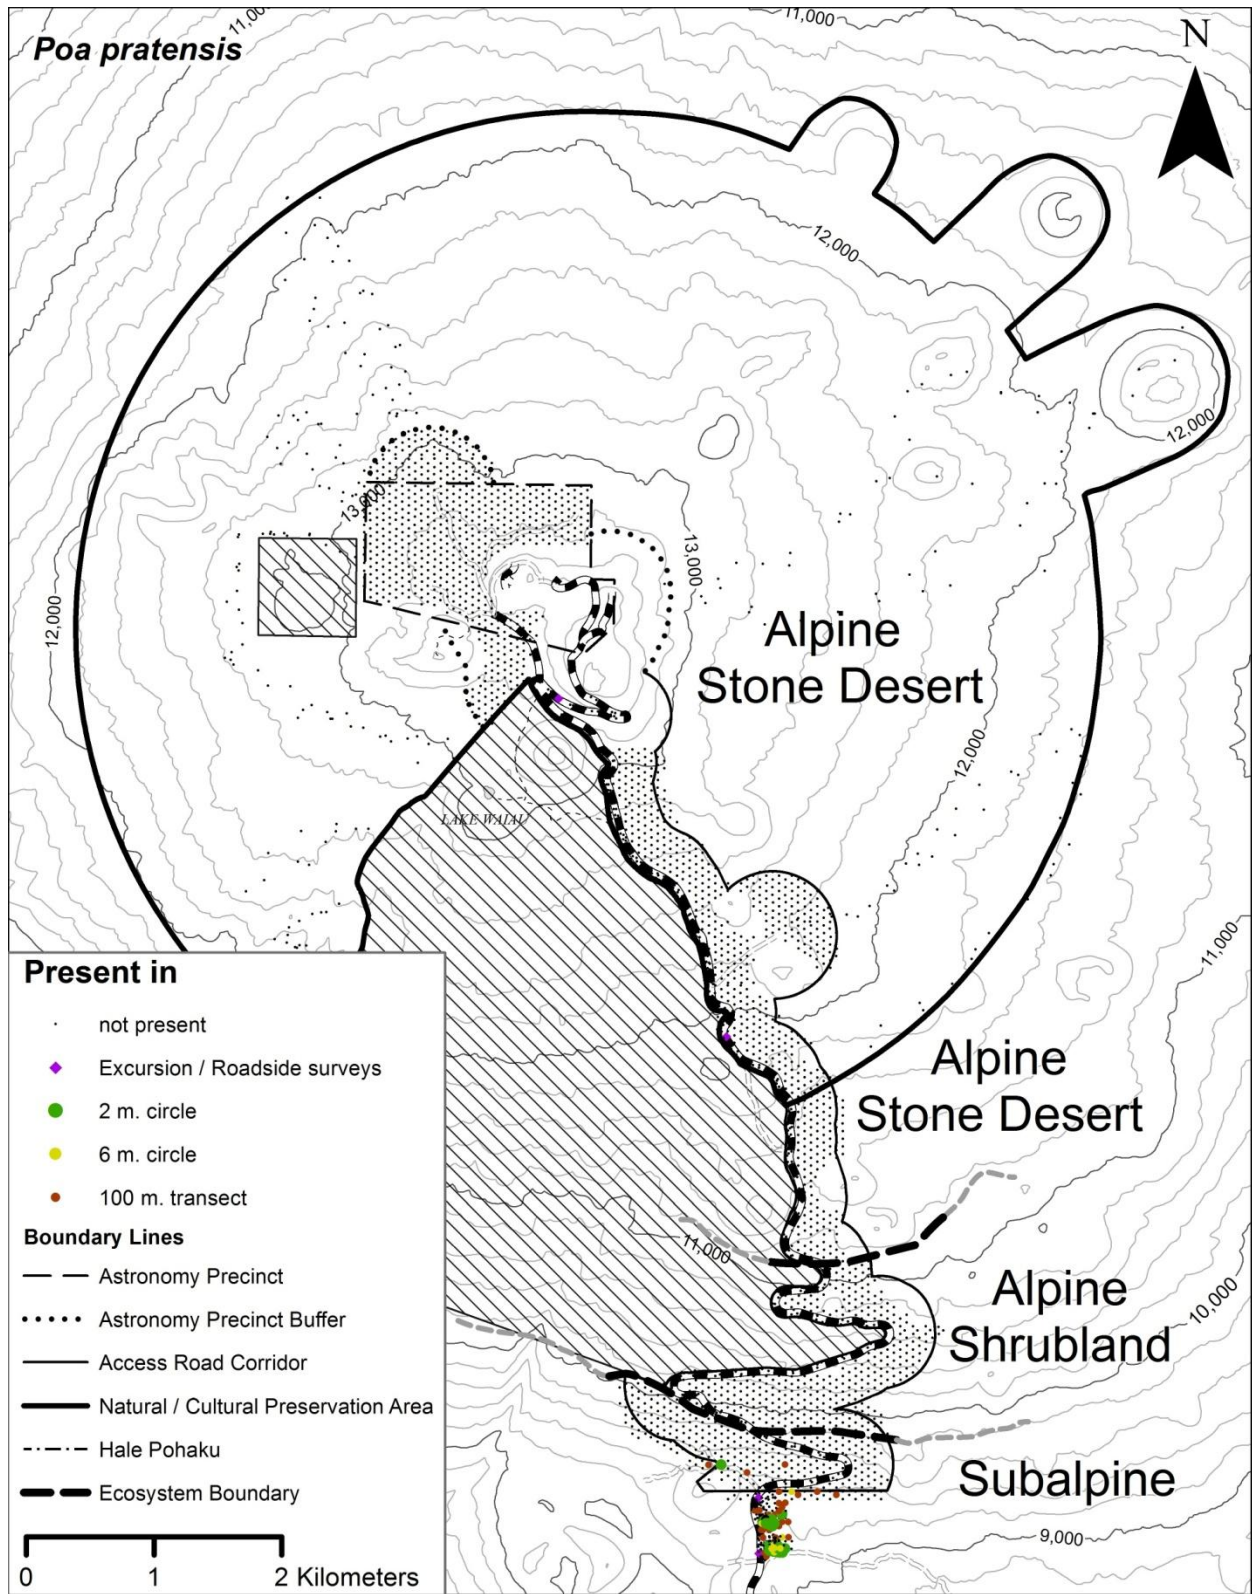 Poa pratensis
11,000
11,000
N
12,000
12,000
13,000
13,000
12,000
Alpine
Stone Desert
12,000
LAKE WAIAU
11,000
Present in
not present
Excursion / Roadside surveys
2 m. circle
6 m. circle
100 m. transect
Boundary Lines
Astronomy Precinct
Astronomy Precinct Buffer
Access Road Corridor
Natural / Cultural Preservation Area
Hale Pohaku
Ecosystem Boundary
0 1 2 Kilometers
Alpine
Stone Desert
11,000
Alpine
Shrubland
10,000
Subalpine
9,000